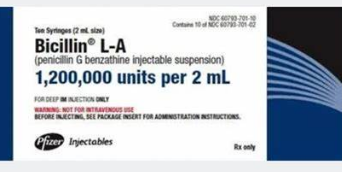 NDC 60793-701-10
Ten Syringes (2 mL size)
Contains 10 of NDC 60793-701-02
Bicillin® L-A
(penicillin G benzathine injectable suspension)
1,200,000 units per 2 mL
FOR DEEP IM INJECTION ONLY
WARNING: NOT FOR INTRAVENOUS USE
BEFORE INJECTING, SEE PACKAGE INSERT FOR ADMINISTRATION INSTRUCTIONS.
Pfizer Injectables
Rx only